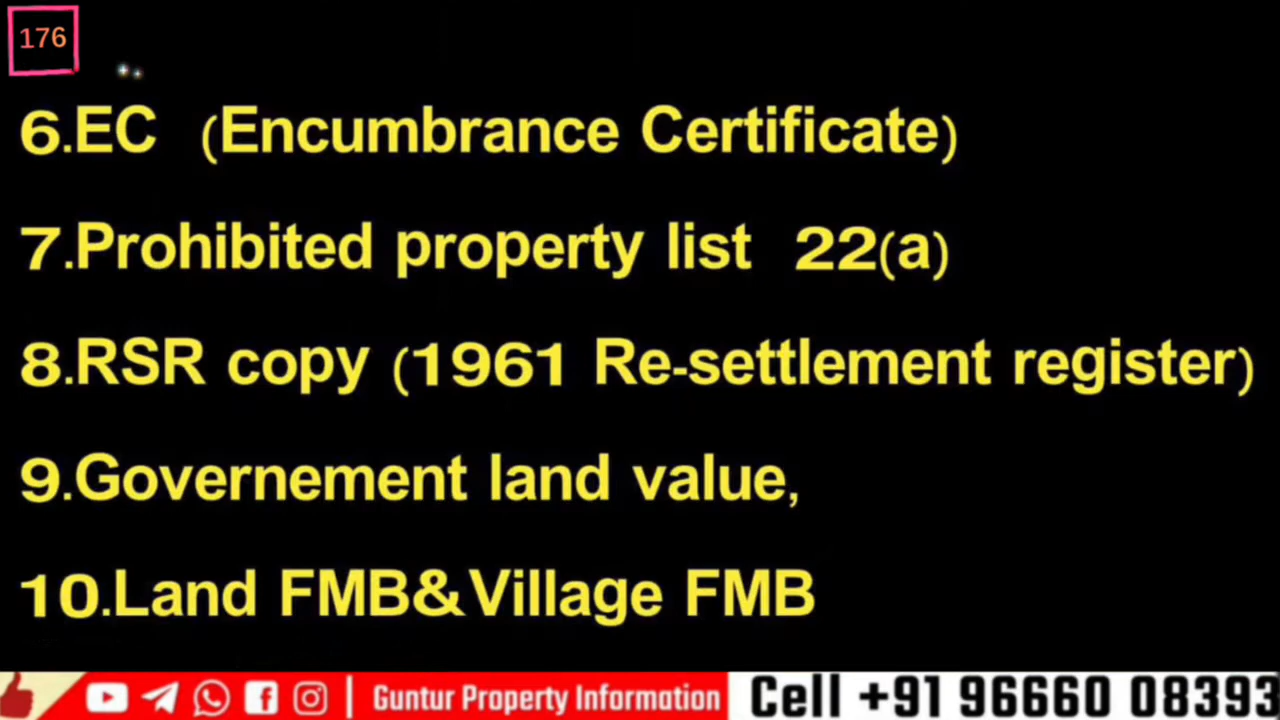 176
6.EC (Encumbrance Certificate)
7.Prohibited property list 22(a)
8.RSR copy (1961 Re-settlement register)
9.Governement land value,
10.Land FMB&Village FMB
Guntur Property Information
Cell +91 96660 08393